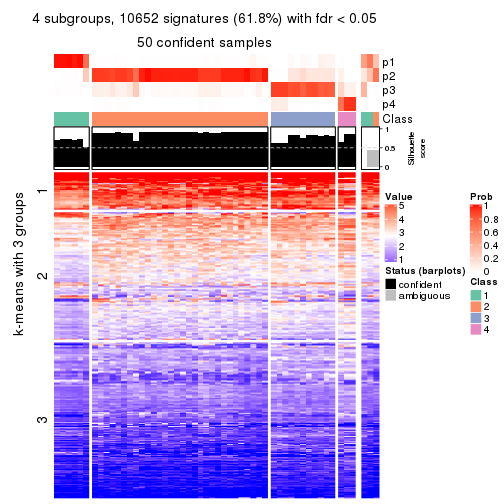 4 subgroups, 10652 signatures (61.8%) with fdr < 0.05
50 confident samples
p1
p2
p3
p4
Class
1
0.5
0
Silhouette
score
k-means with 3 groups
1
2
3
Value
5
4
3
2
1
Prob
1
0.8
0.6
0.4
0.2
0
Status (barplots)
confident
ambiguous
Class
1
2
3
4